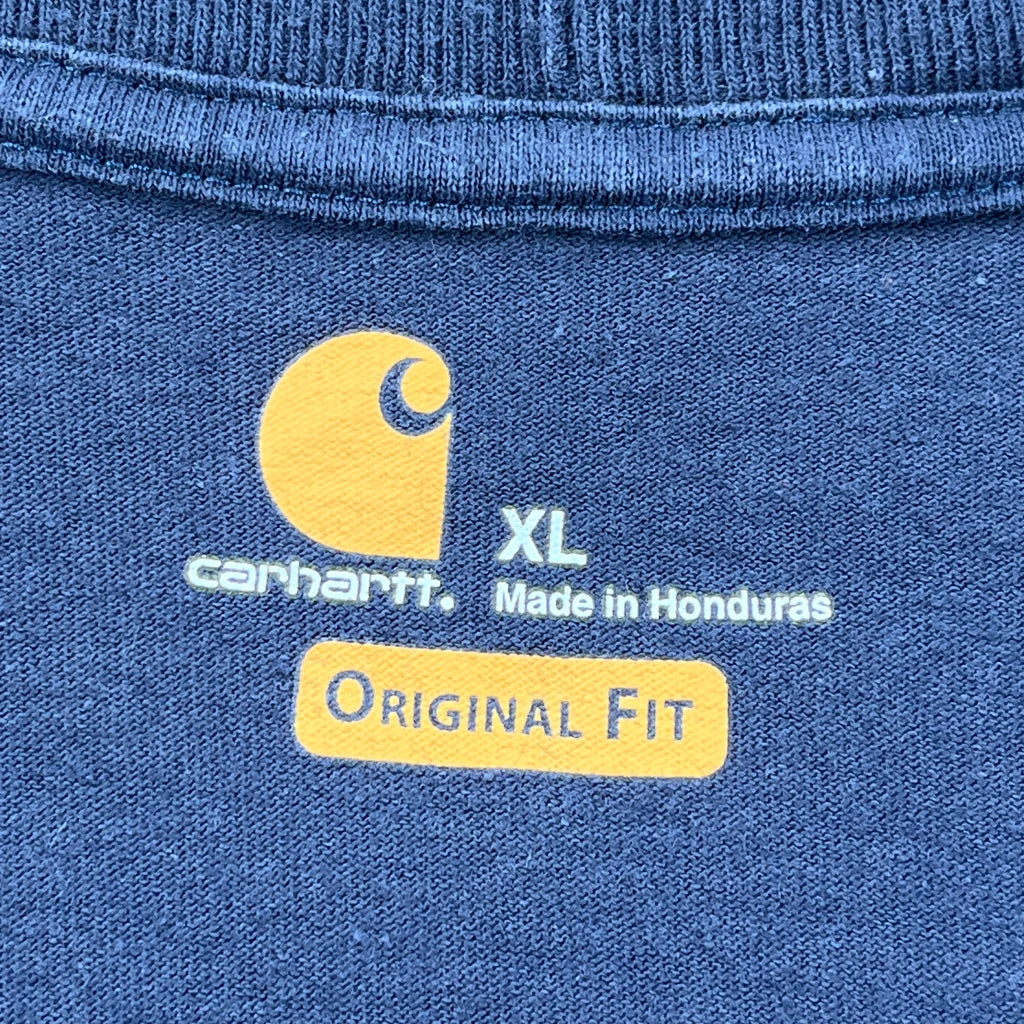 XL
carhartt.
Made in Honduras
ORIGINAL FIT